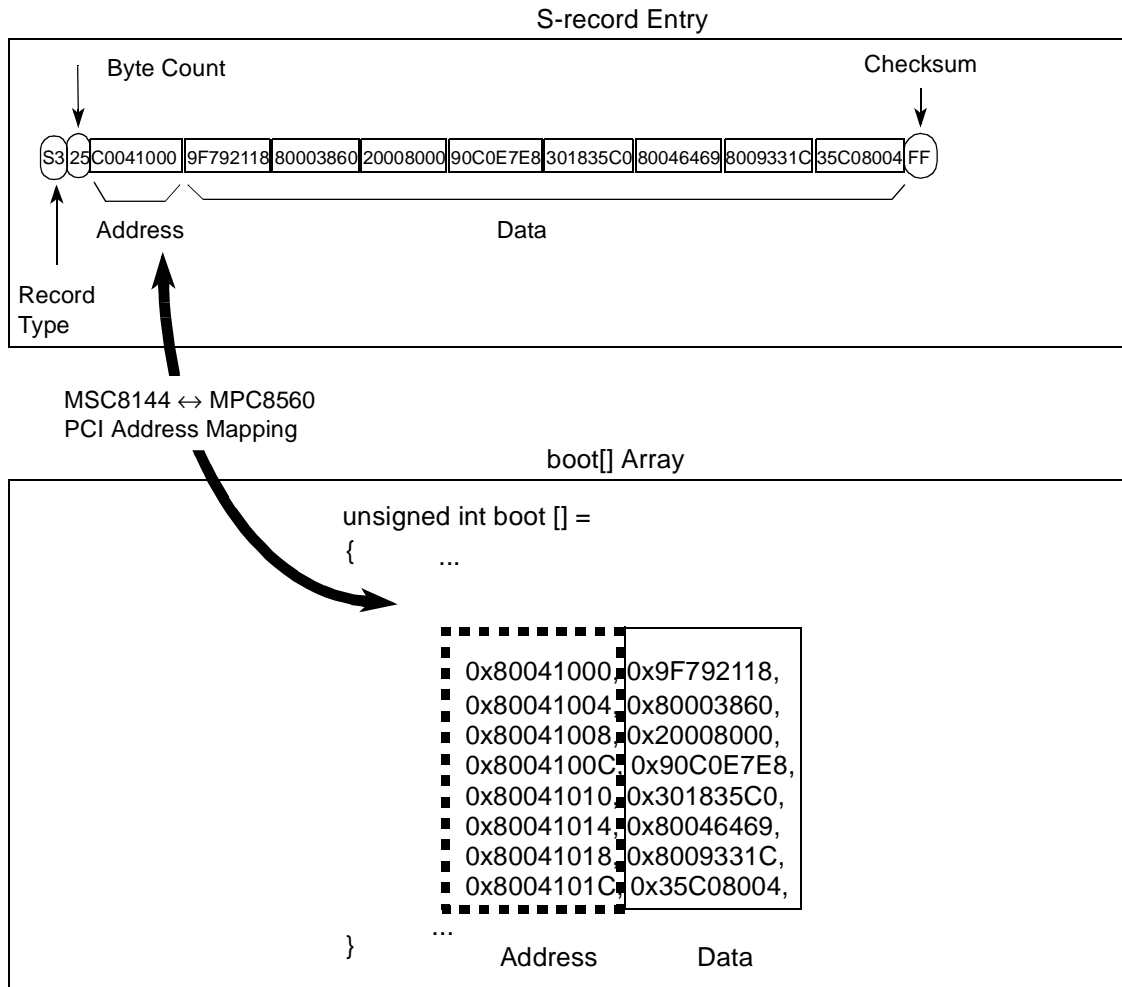 S-record Entry
Byte Count
Checksum
S3 25 C0041000 9F792118 80003860 20008000 90C0E7E8 301835C0 80046469 8009331C 35C08004 FF
Address
Data
Record
Type
MSC8144 ↔ MPC8560
PCI Address Mapping
boot[] Array
unsigned int boot [] =
{ ...
0x80041000, 0x9F792118,
0x80041004, 0x80003860,
0x80041008, 0x20008000,
0x8004100C, 0x90C0E7E8,
0x80041010, 0x301835C0,
0x80041014, 0x80046469,
0x80041018, 0x8009331C,
0x8004101C, 0x35C08004,
...
}
Address Data